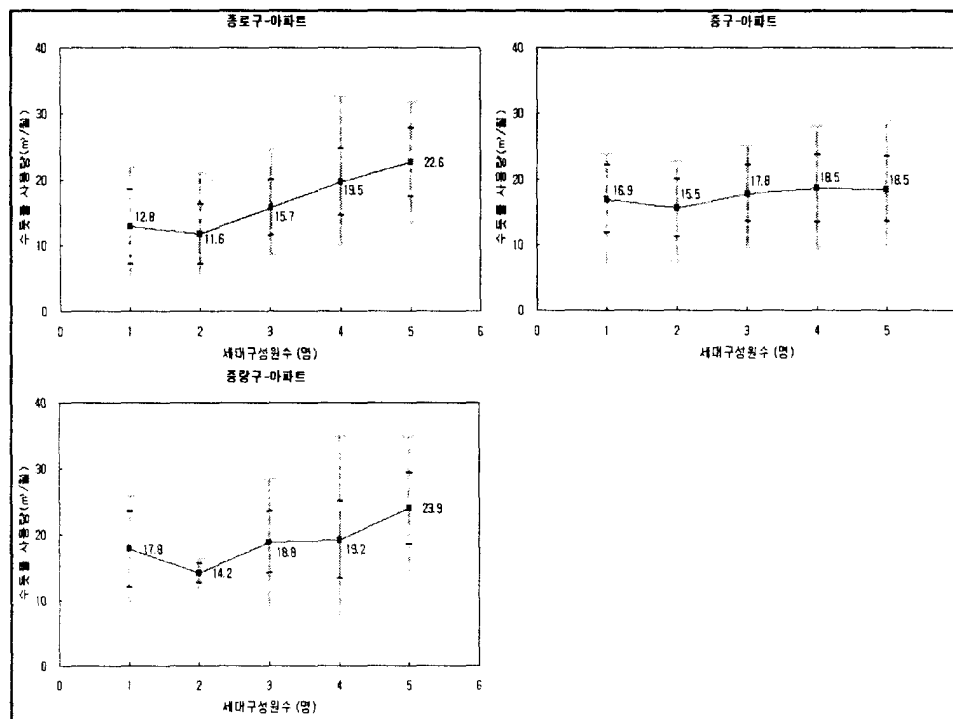 종로구-아파트
수돗물 사용량(m³/월)
40
30
20
10
0
12.8
11.6
15.7
19.5
22.6
0 1 2 3 4 5 6
세대구성원수 (명)
중구-아파트
수돗물 사용량(m³/월)
40
30
20
10
0
16.9
15.5
17.8
18.5
18.5
0 1 2 3 4 5
세대구성원수 (명)
중랑구-아파트
수돗물 사용량(m³/월)
40
30
20
10
0
17.8
14.2
18.8
19.2
23.9
0 1 2 3 4 5 6
세대구성원수 (명)